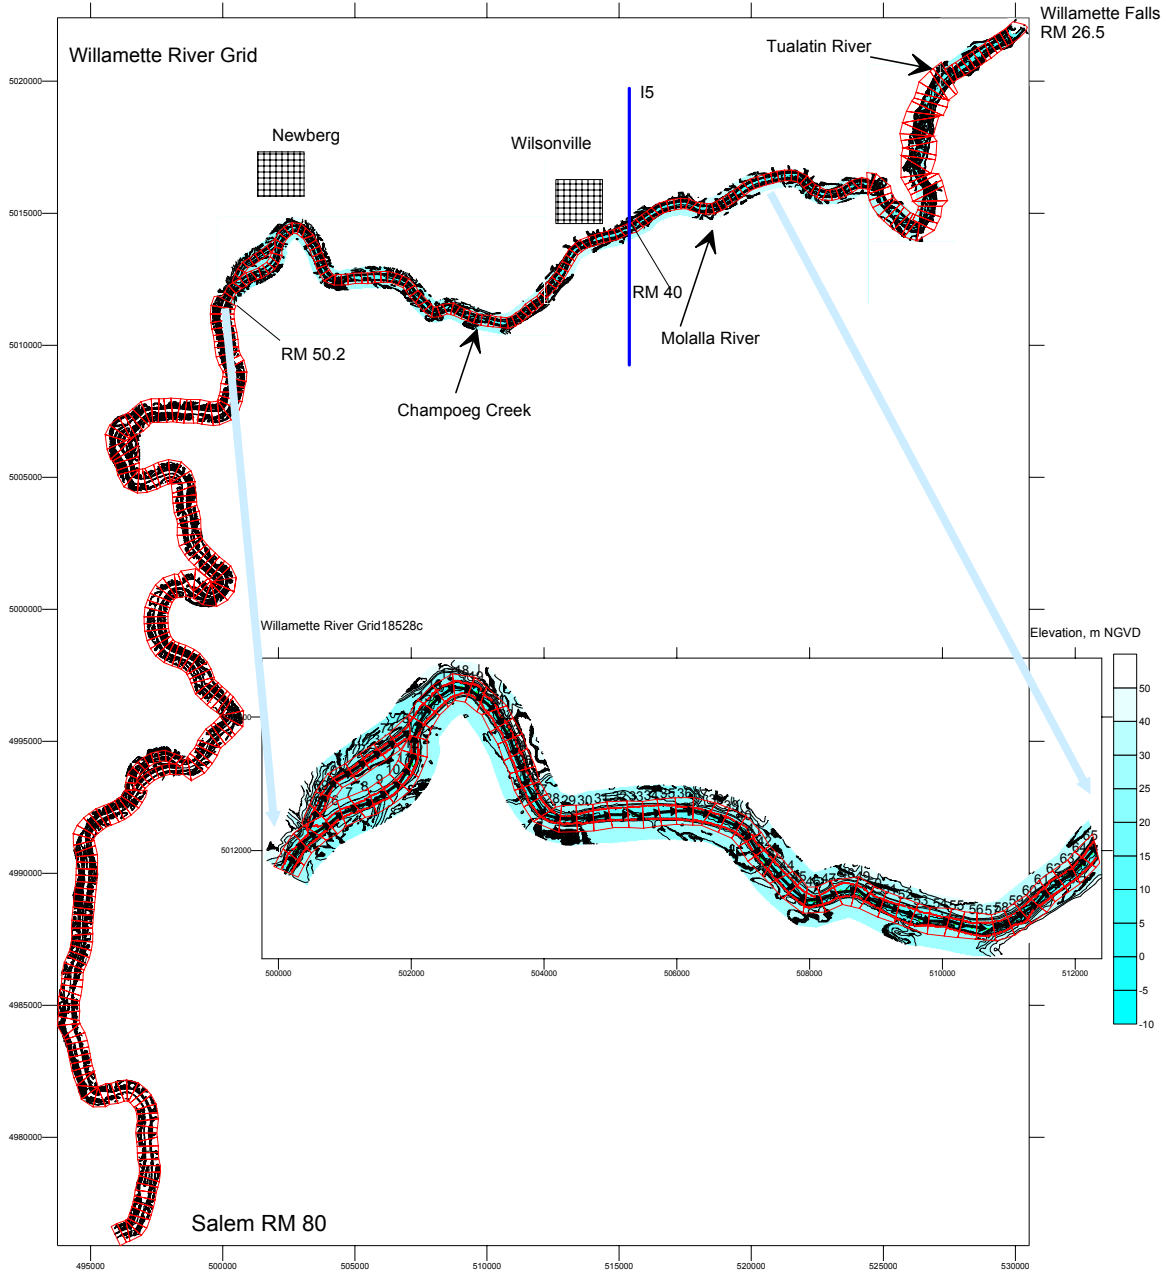 Willamette Falls
RM 26.5
Willamette River Grid
Tualatin River
I5
Newberg
Wilsonville
RM 40
Molalla River
RM 50.2
Champoeg Creek
5020000
5015000
5010000
5005000
5000000
4995000
4990000
4985000
4980000
Willamette River Grid18528c
Elevation, m NGVD
5012000
500000 502000 504000 506000 508000 510000 512000
50
40
30
20
15
10
5
0
-5
-10
Salem RM 80
495000 500000 505000 510000 515000 520000 525000 530000